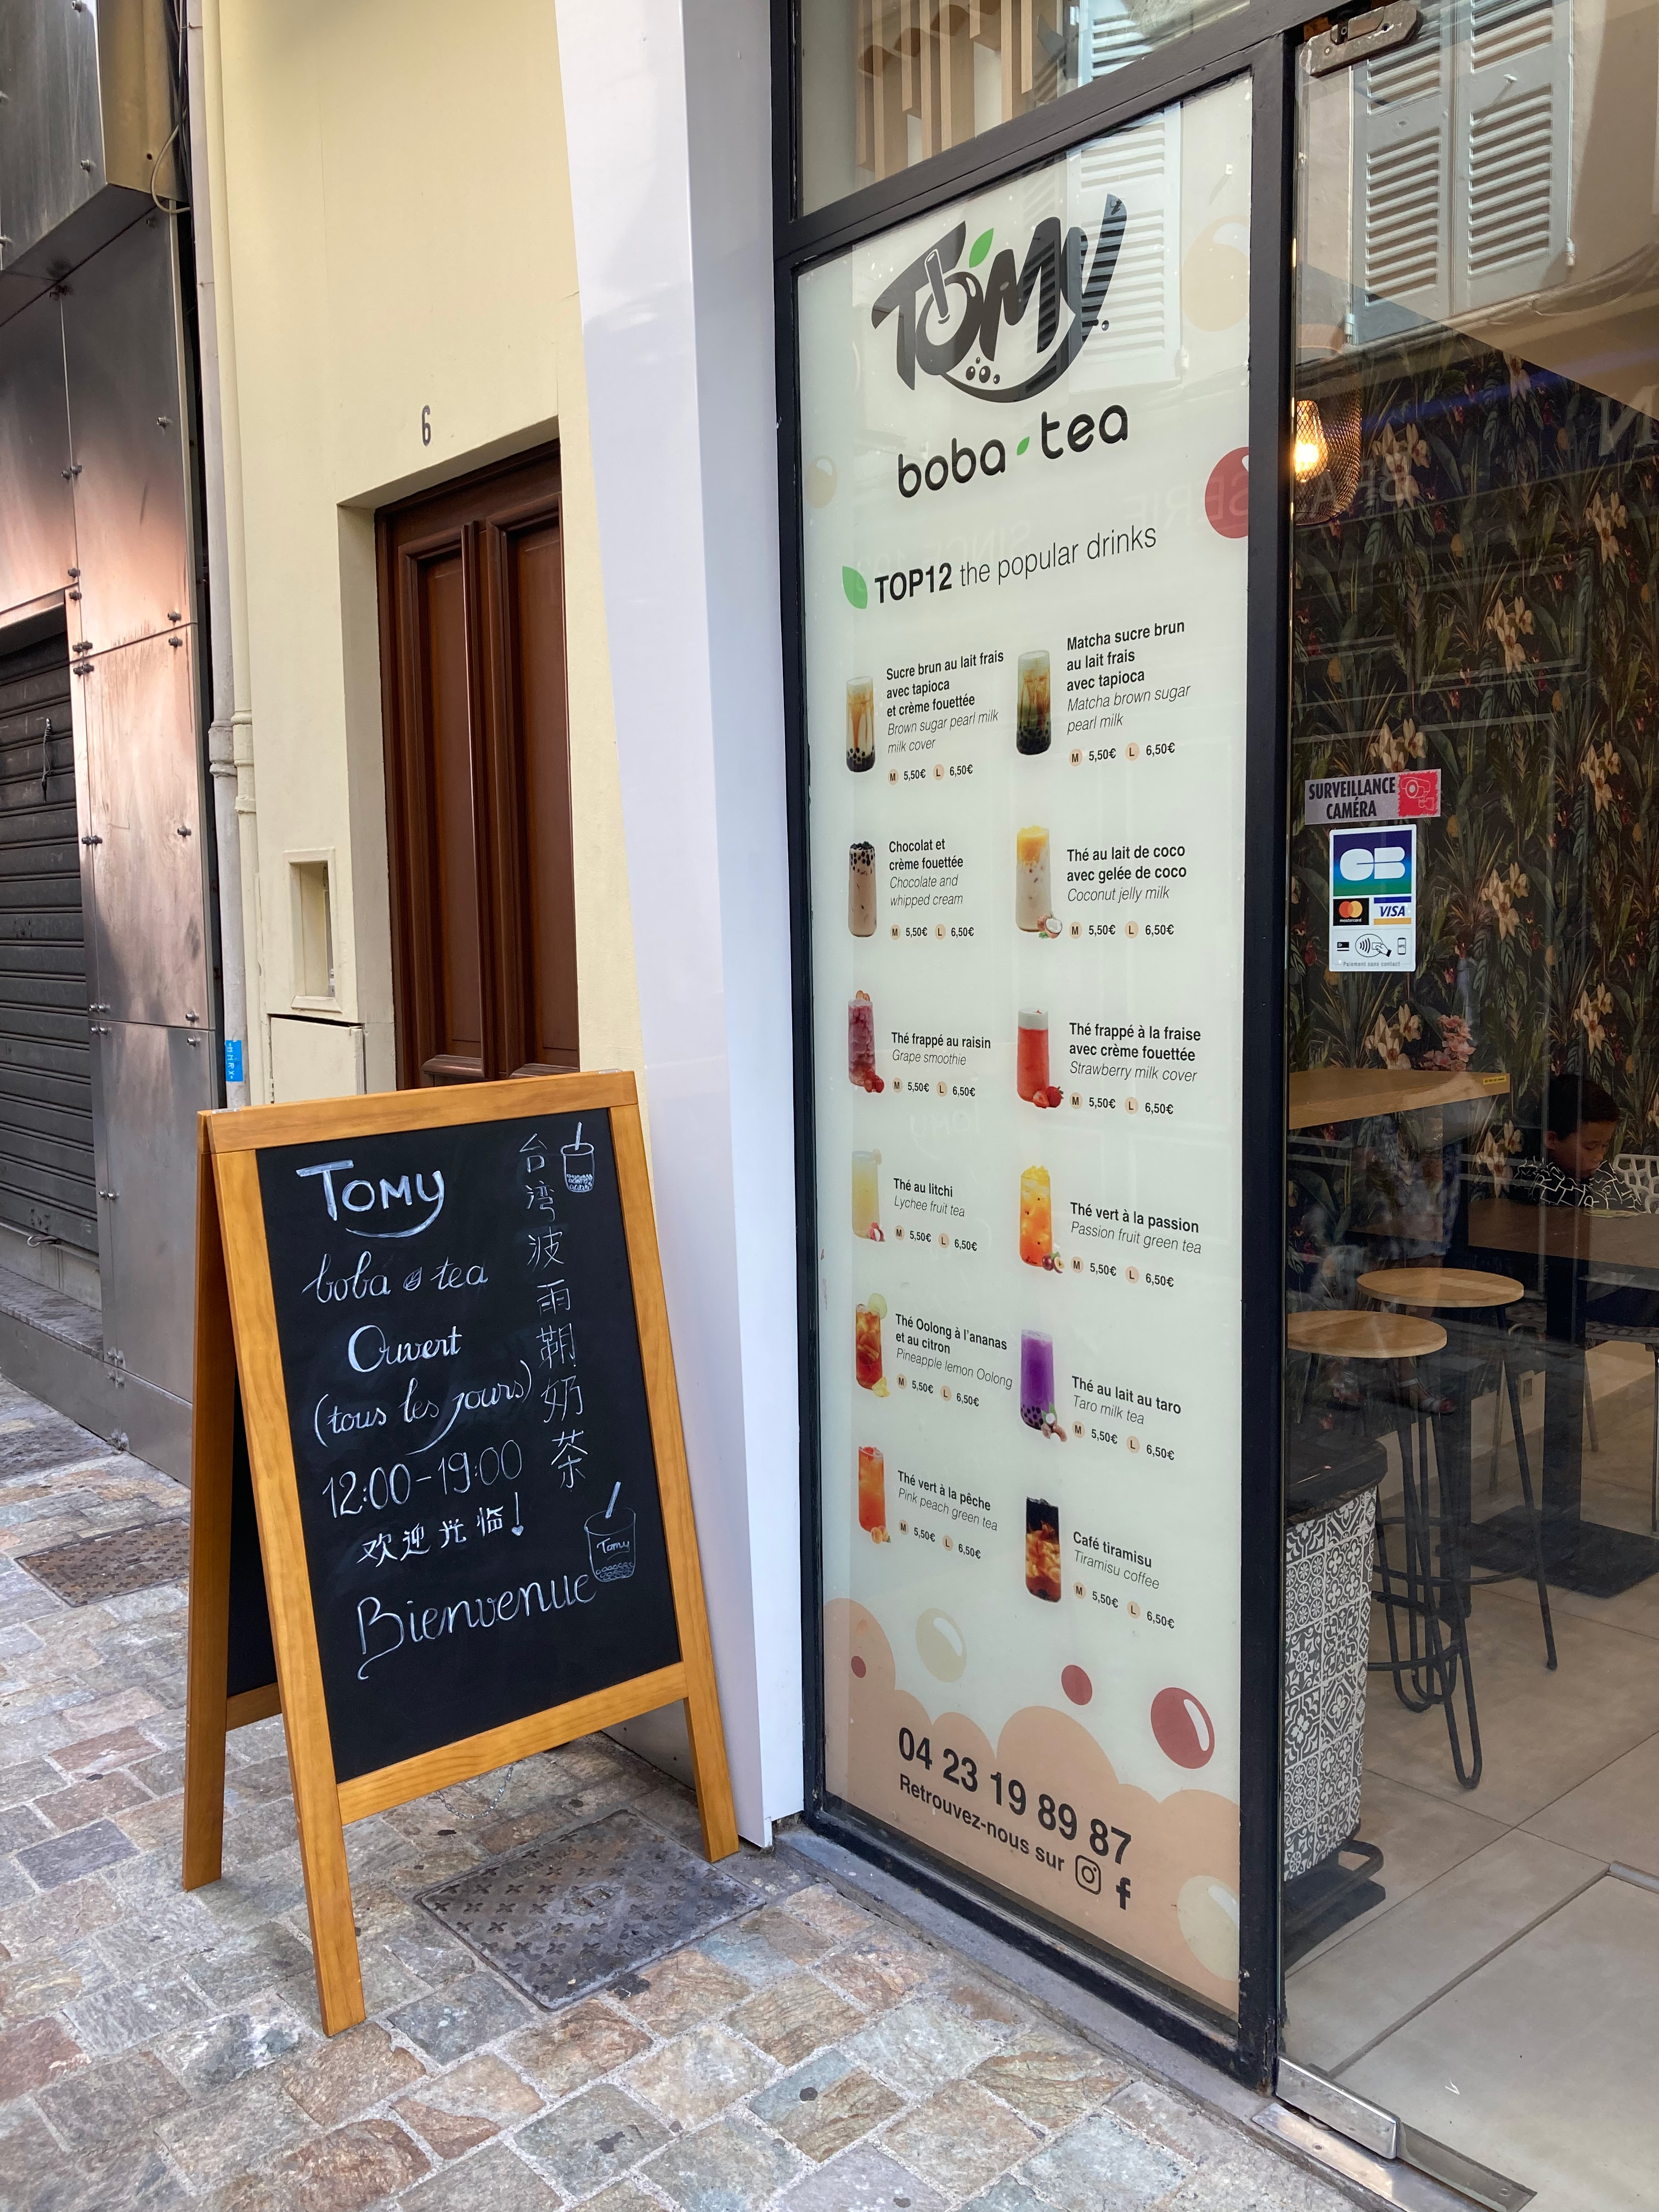 6
TOMY
boba tea
Ouvert
(tous les jours)
12:00-19:00
欢迎光临!
Bienvenue
台湾波雨鞘奶茶
Tomy
TOMY
boba tea
TOP12 the popular drinks
Sucre brun au lait frais
avec tapioca
et crème fouettée
Brown sugar pearl milk
milk cover
M 5,50€ L 6,50€
Matcha sucre brun
au lait frais
avec tapioca
Matcha brown sugar
pearl milk
M 5,50€ L 6,50€
Chocolat et
crème fouettée
Chocolate and
whipped cream
M 5,50€ L 6,50€
Thé au lait de coco
avec gelée de coco
Coconut jelly milk
M 5,50€ L 6,50€
Thé frappé au raisin
Grape smoothie
M 5,50€ L 6,50€
Thé frappé à la fraise
avec crème fouettée
Strawberry milk cover
M 5,50€ L 6,50€
Thé au litchi
Lychee fruit tea
M 5,50€ L 6,50€
Thé vert à la passion
Passion fruit green tea
M 5,50€ L 6,50€
Thé Oolong à l'ananas
et au citron
Pineapple lemon Oolong
M 5,50€ L 6,50€
Thé au lait au taro
Taro milk tea
M 5,50€ L 6,50€
Thé vert à la pêche
Pink peach green tea
M 5,50€ L 6,50€
Café tiramisu
Tiramisu coffee
M 5,50€ L 6,50€
04 23 19 89 87
Retrouvez-nous sur
SURVEILLANCE
CAMÉRA
CB
mastercard
VISA
Paiement sans contact